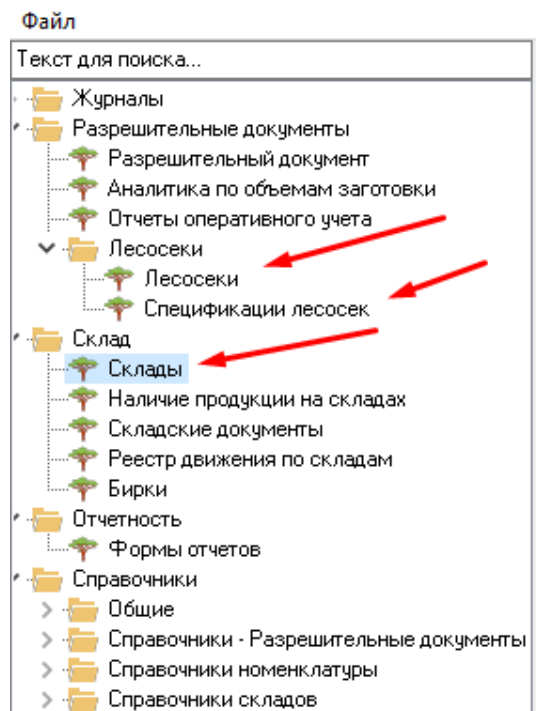 Файл
Текст для поиска...
Журналы
Разрешительные документы
Разрешительный документ
Аналитика по объемам заготовки
Отчеты оперативного учета
Лесосеки
Лесосеки
Спецификации лесосек
Склад
Склады
Наличие продукции на складах
Складские документы
Реестр движения по складам
Бирки
Отчетность
Формы отчетов
Справочники
Общие
Справочники - Разрешительные документы
Справочники номенклатуры
Справочники складов